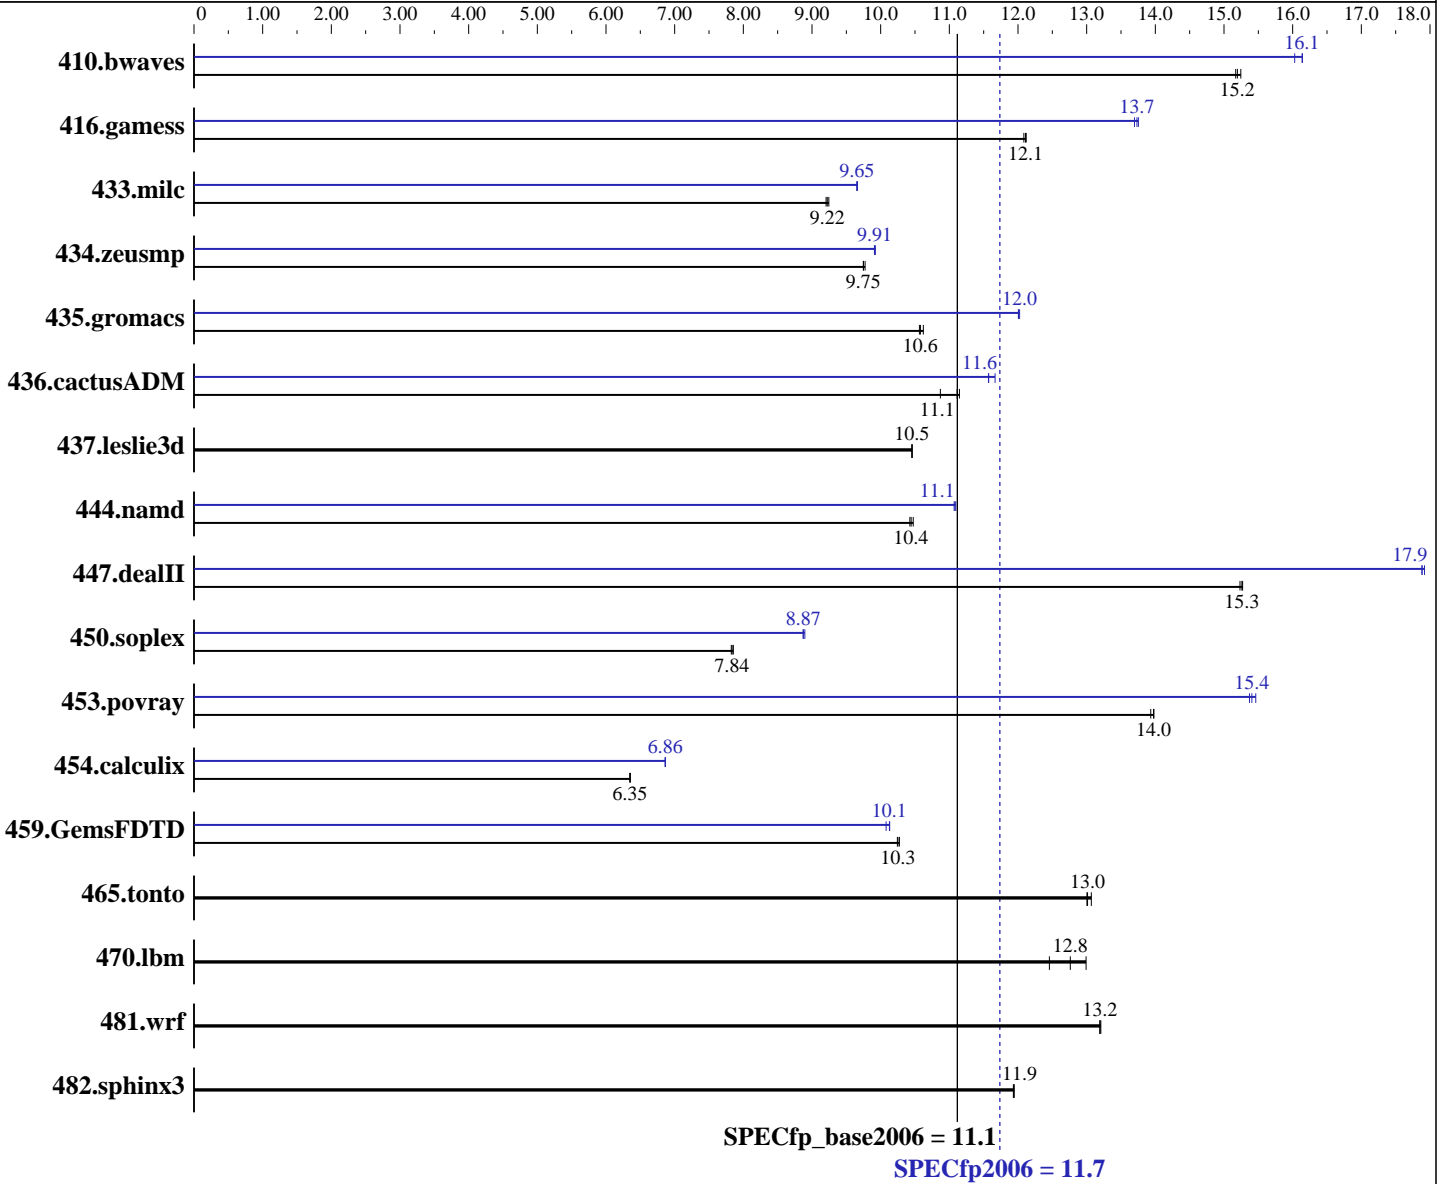 0 1.00 2.00 3.00 4.00 5.00 6.00 7.00 8.00 9.00 10.0 11.0 12.0 13.0 14.0 15.0 16.0 17.0 18.0
16.1
410.bwaves
15.2
13.7
416.gamess
12.1
9.65
433.milc
9.22
9.91
434.zeusmp
9.75
12.0
435.gromacs
10.6
11.6
436.cactusADM
11.1
10.5
437.leslie3d
11.1
444.namd
10.4
17.9
447.dealII
15.3
8.87
450.soplex
7.84
15.4
453.povray
14.0
6.86
454.calculix
6.35
10.1
459.GemsFDTD
10.3
13.0
465.tonto
12.8
470.lbm
13.2
481.wrf
11.9
482.sphinx3
SPECfp_base2006 = 11.1
SPECfp2006 = 11.7